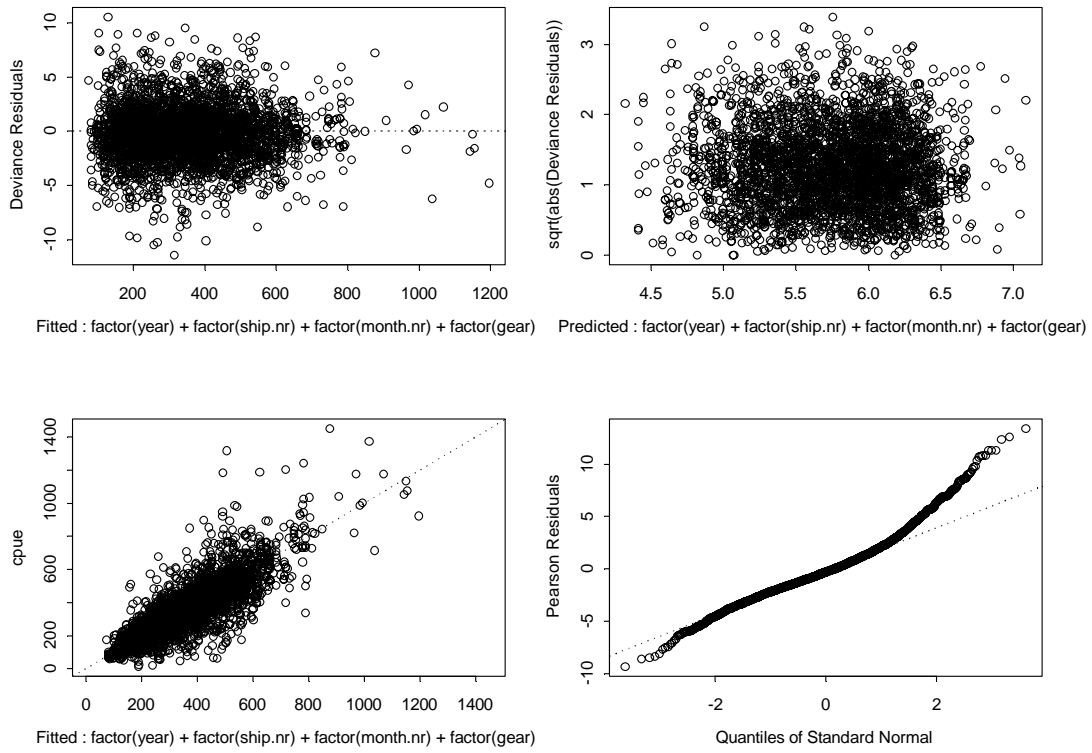 Deviance Residuals
10
5
0
-5
-10
200 400 600 800 1000 1200
Fitted : factor(year) + factor(ship.nr) + factor(month.nr) + factor(gear)
sqrt(abs(Deviance Residuals))
3
2
1
0
4.5 5.0 5.5 6.0 6.5 7.0
Predicted : factor(year) + factor(ship.nr) + factor(month.nr) + factor(gear)
cpue
1400
1000
600
200
0
0 200 400 600 800 1000 1200 1400
Fitted : factor(year) + factor(ship.nr) + factor(month.nr) + factor(gear)
Pearson Residuals
10
5
0
-5
-10
-2 0 2
Quantiles of Standard Normal